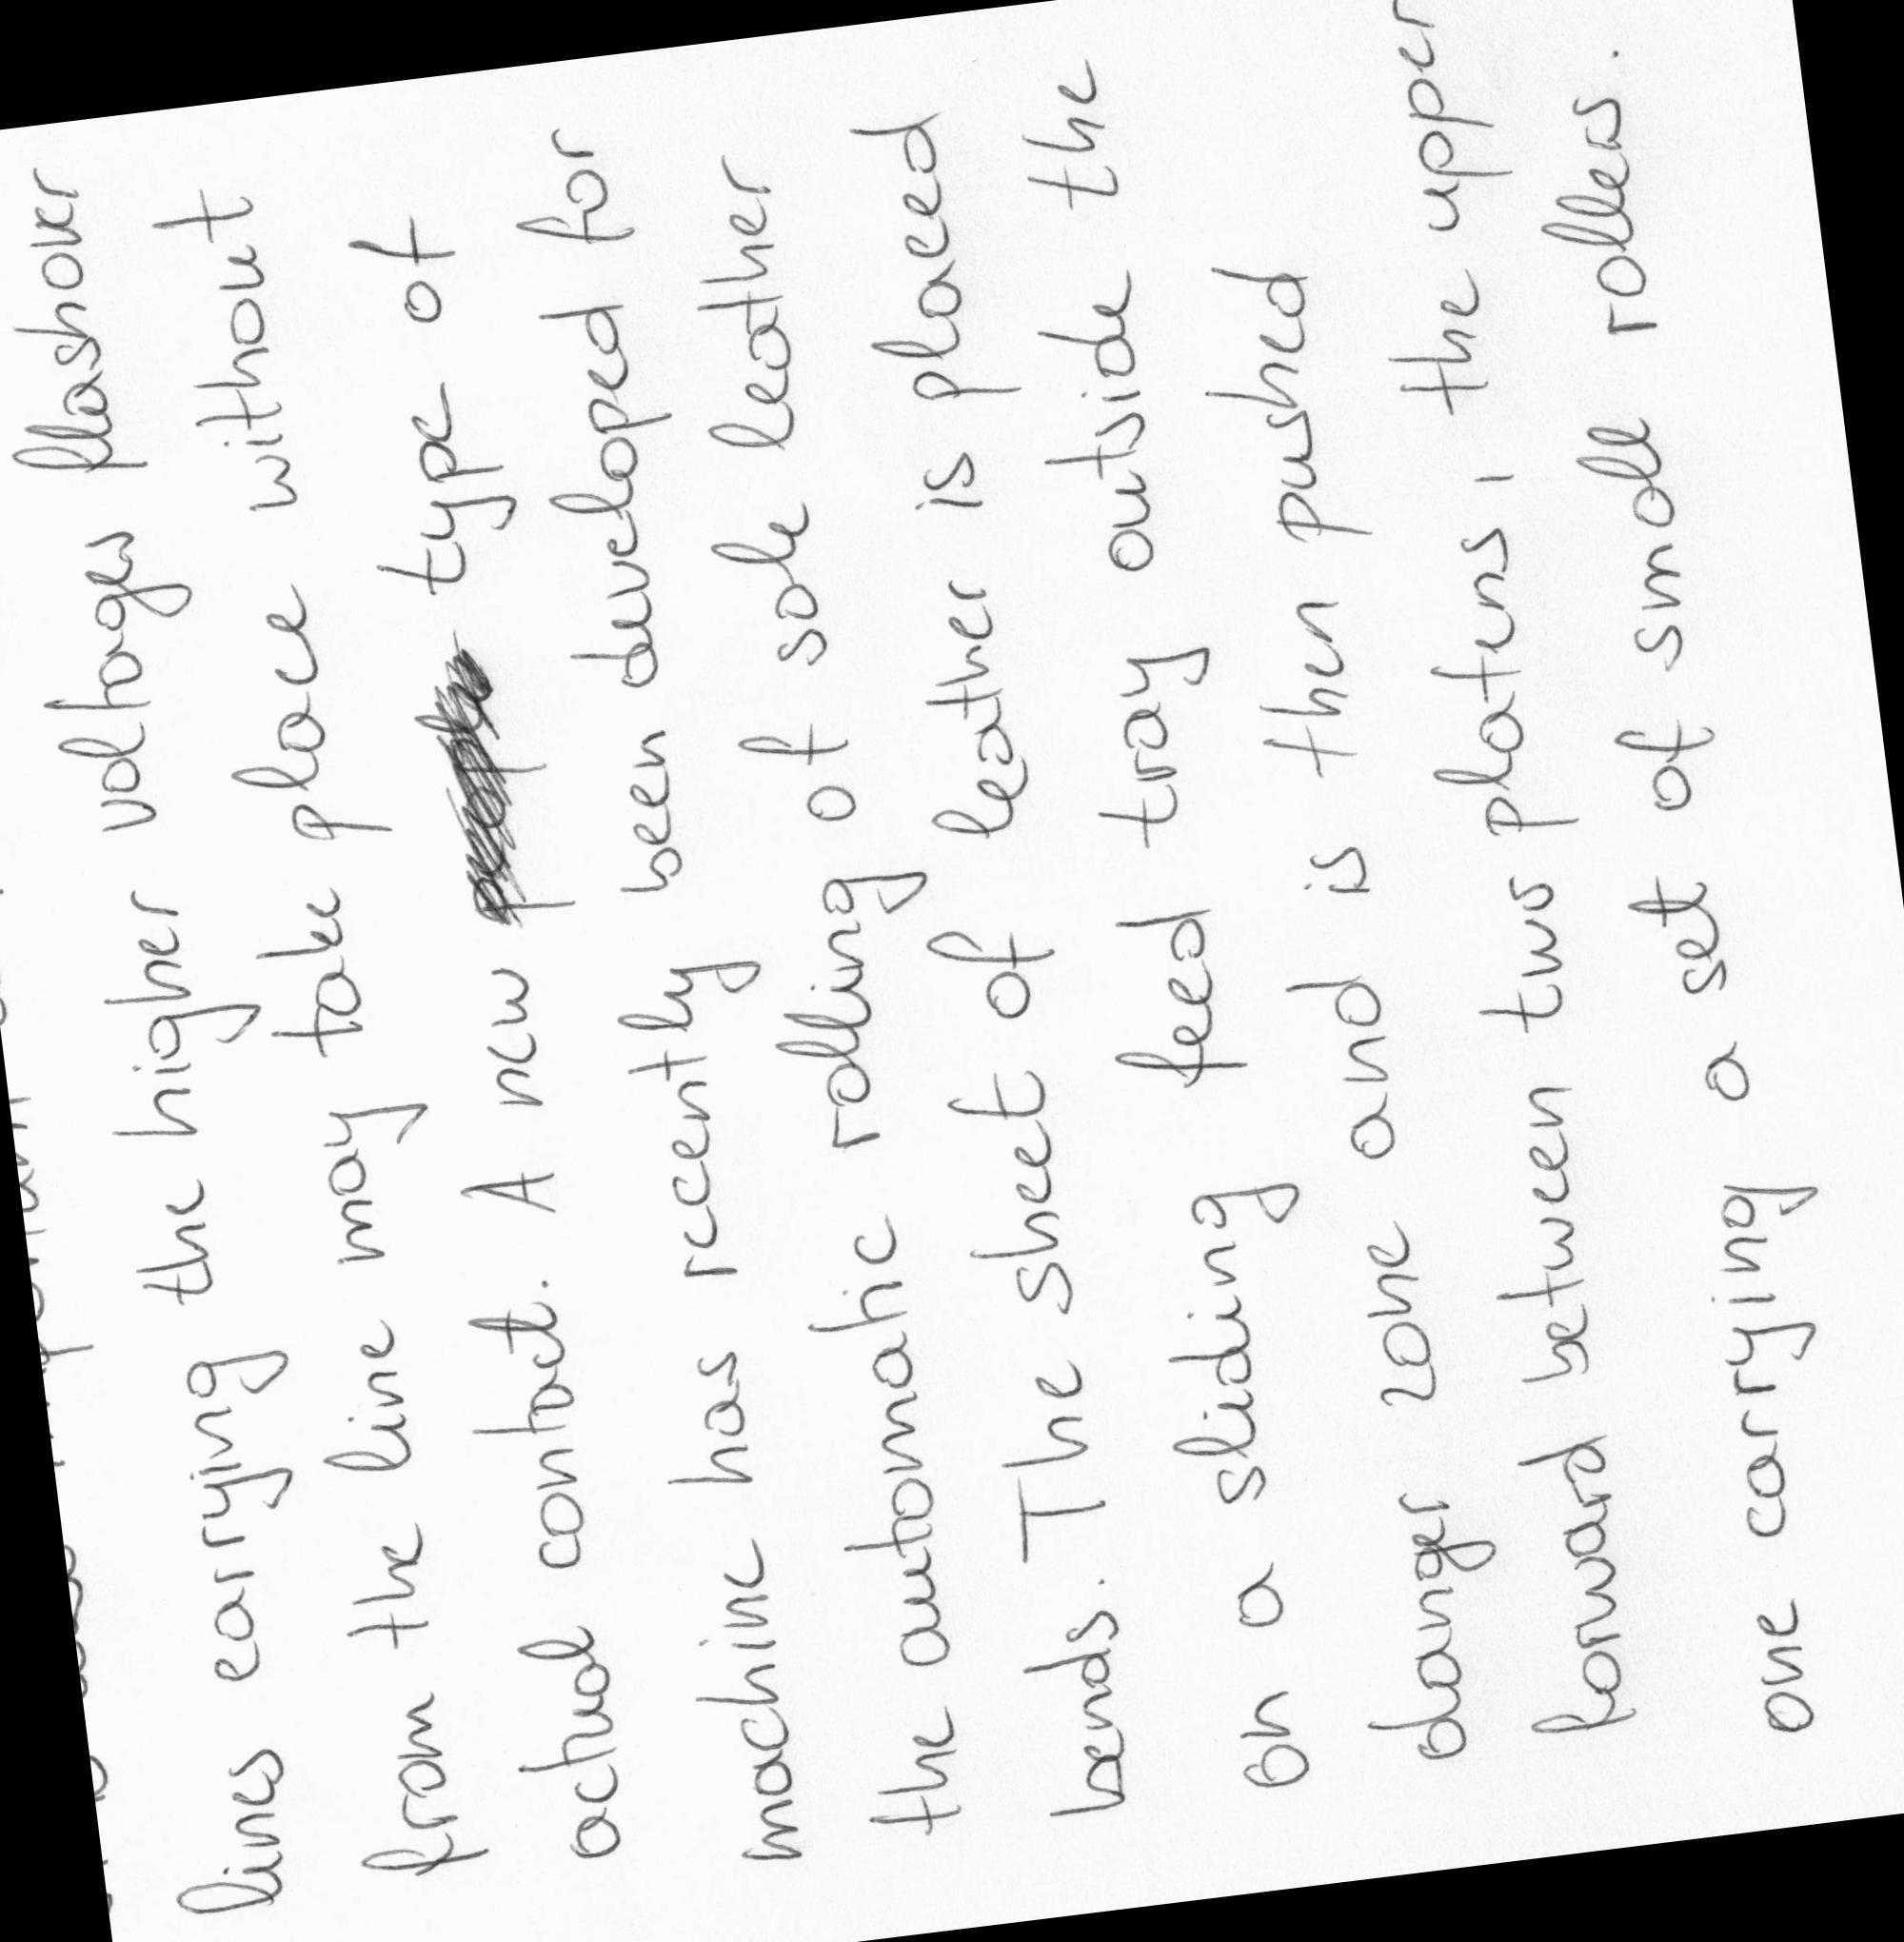 lines carrying the higher voltages flashover
from the line may take place without
actual contact. A new type of
machine has recently been developed for
the automatic rolling of sole leather
bends. The sheet of leather is placed
on a sliding feed tray outside the
danger zone and is then pushed
forward between two platens, the upper
one carrying a set of small rollers.